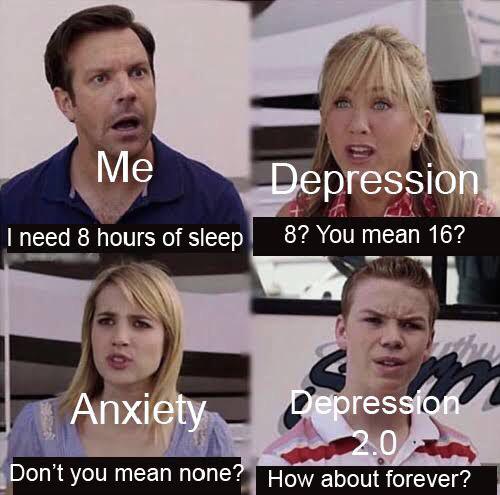 Me
I need 8 hours of sleep
Depression
8? You mean 16?
Anxiety
Don't you mean none?
Depression
2.0
How about forever?